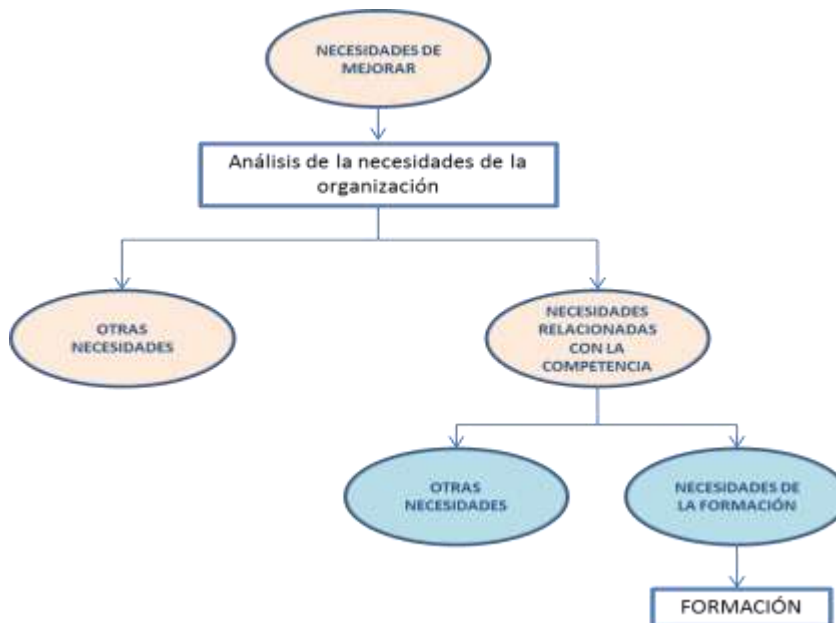 NECESIDADES DE
MEJORAR
Análisis de la necesidades de la
organización
OTRAS
NECESIDADES
NECESIDADES
RELACIONADAS
CON LA
COMPETENCIA
OTRAS
NECESIDADES
NECESIDADES DE
LA FORMACIÓN
FORMACIÓN